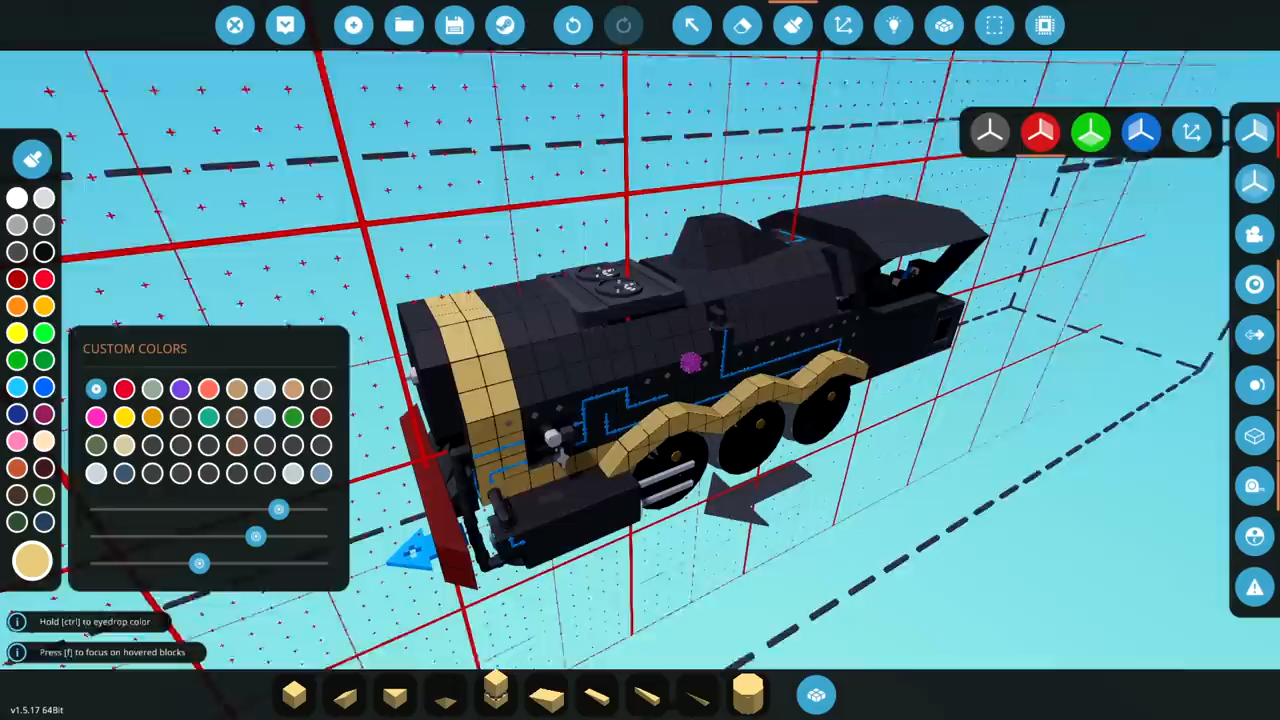 CUSTOM COLORS
Hold [ctrl] to eyedrop color
Press [f] to focus on hovered blocks
v1.5.17 64Bit